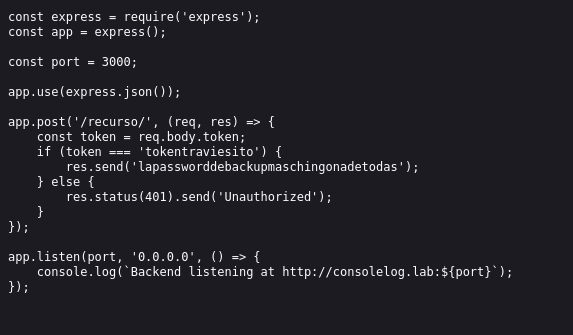 const express = require('express');
const app = express();
const port = 3000;
app.use(express.json());
app.post('/recurso/', (req, res) => {
    const token = req.body.token;
    if (token === 'tokentraviesito') {
        res.send('lapassworddebackupmaschingonadetodas');
    } else {
        res.status(401).send('Unauthorized');
    }
});
app.listen(port, '0.0.0.0', () => {
    console.log(`Backend listening at http://consolelog.lab:${port}`);
});